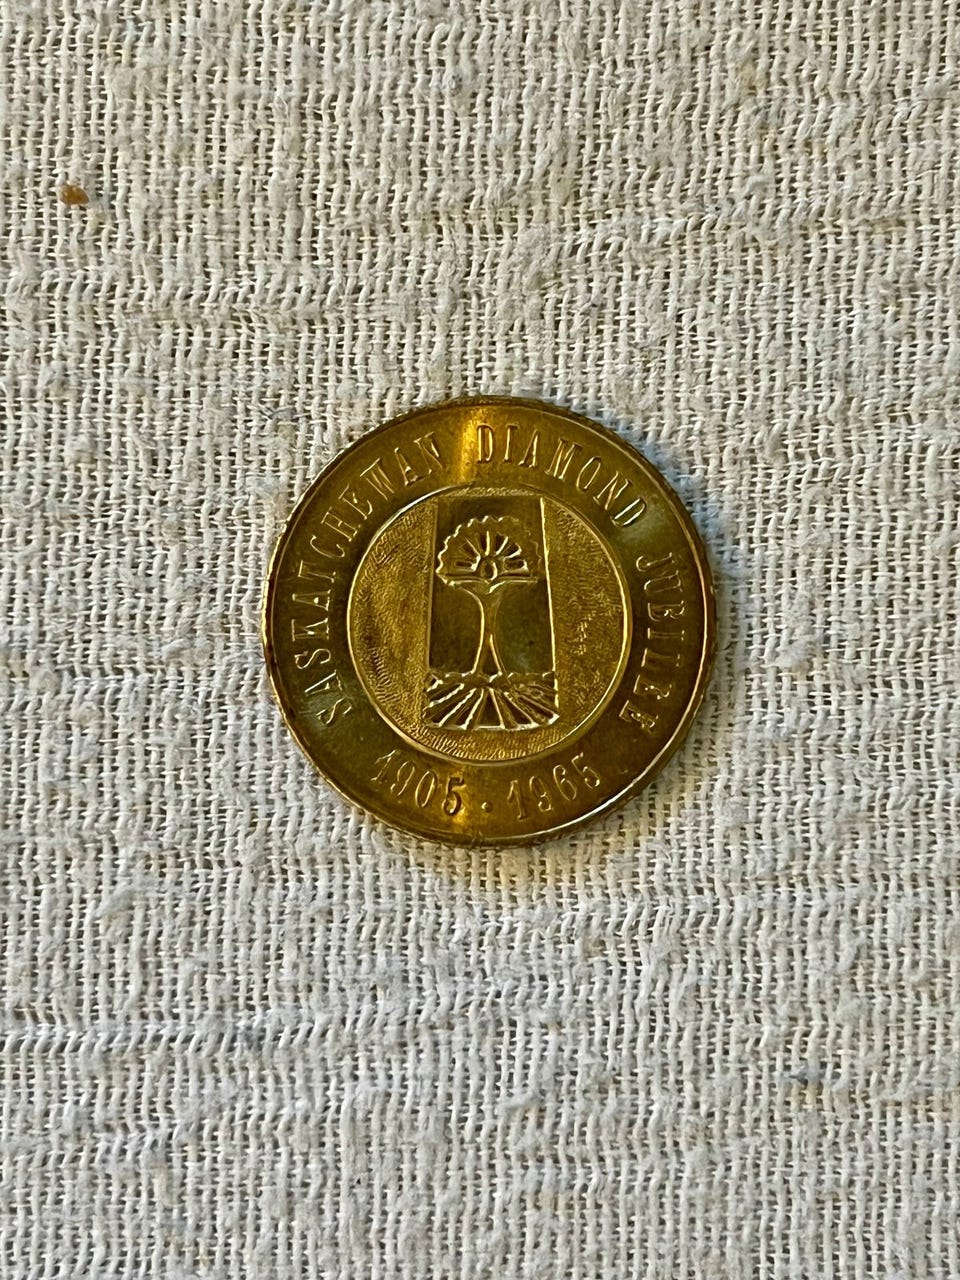 SASKATCHEWAN DIAMOND JUBILEE
1905 · 1965